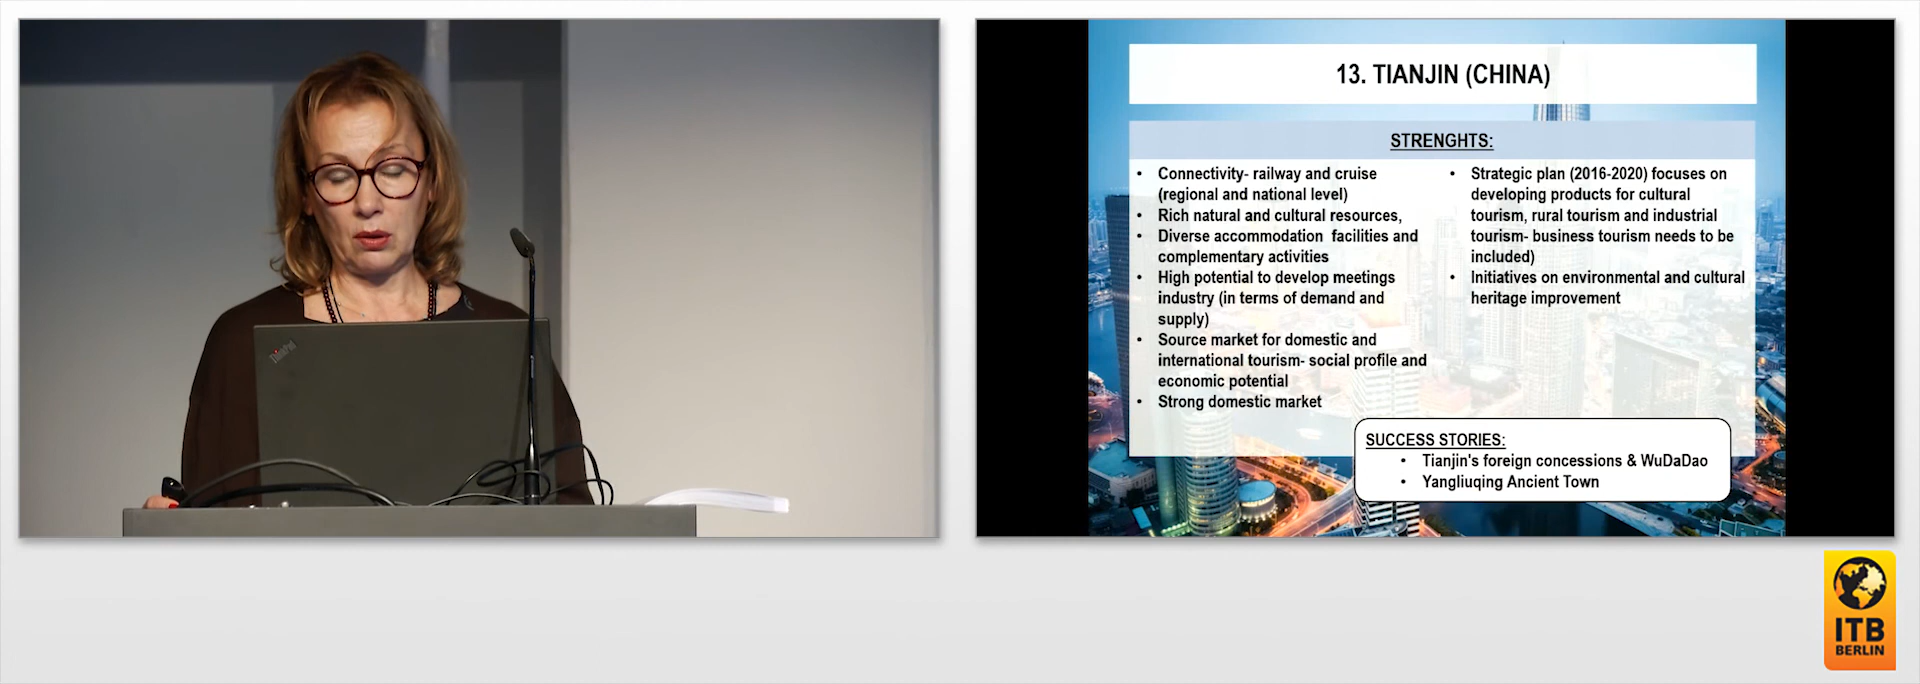 ThinkPad
13. TIANJIN (CHINA)
STRENGHTS:
• Connectivity- railway and cruise
(regional and national level)
• Rich natural and cultural resources,
• Diverse accommodation facilities and
complementary activities
• High potential to develop meetings
industry (in terms of demand and
supply)
• Source market for domestic and
international tourism- social profile and
economic potential
• Strong domestic market
• Strategic plan (2016-2020) focuses on
developing products for cultural
tourism, rural tourism and industrial
tourism- business tourism needs to be
included)
• Initiatives on environmental and cultural
heritage improvement
SUCCESS STORIES:
• Tianjin's foreign concessions & WuDaDao
• Yangliuqing Ancient Town
ITB
BERLIN